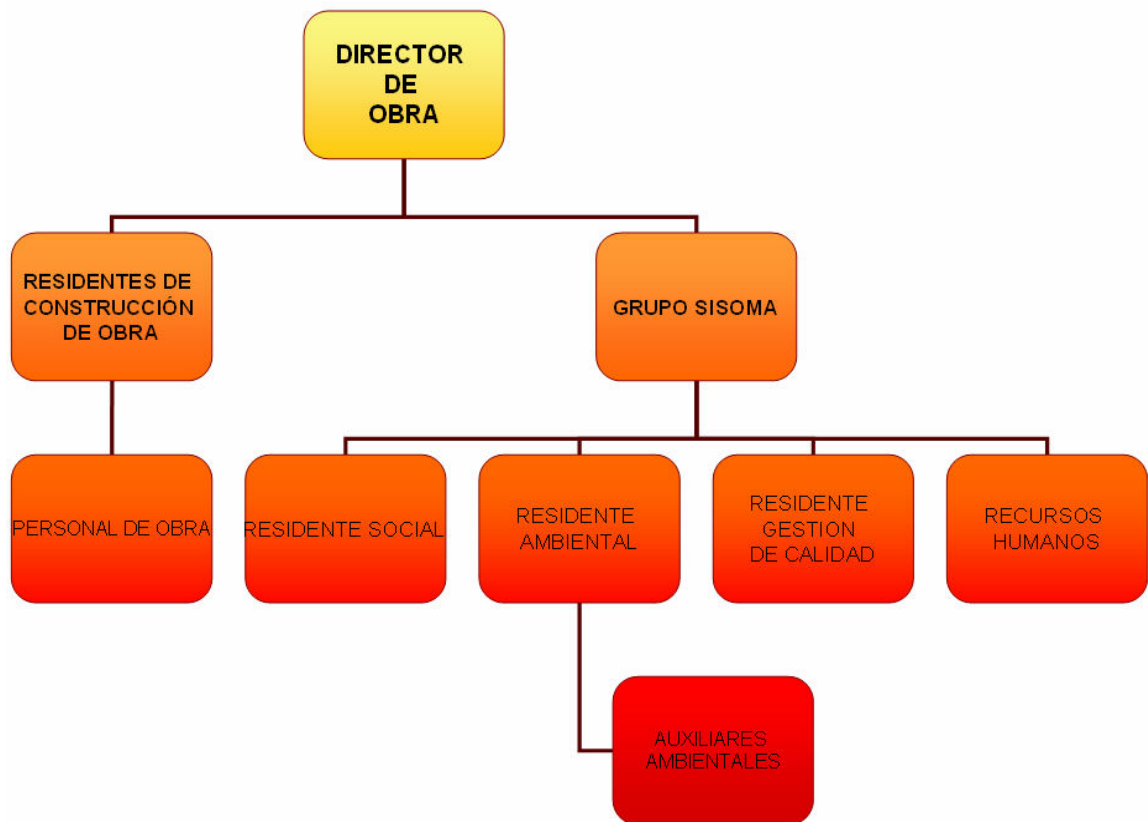 DIRECTOR
DE
OBRA
RESIDENTES DE
CONSTRUCCIÓN
DE OBRA
GRUPO SISOMA
PERSONAL DE OBRA
RESIDENTE SOCIAL
RESIDENTE
AMBIENTAL
RESIDENTE
GESTION
DE CALIDAD
RECURSOS
HUMANOS
AUXILIARES
AMBIENTALES